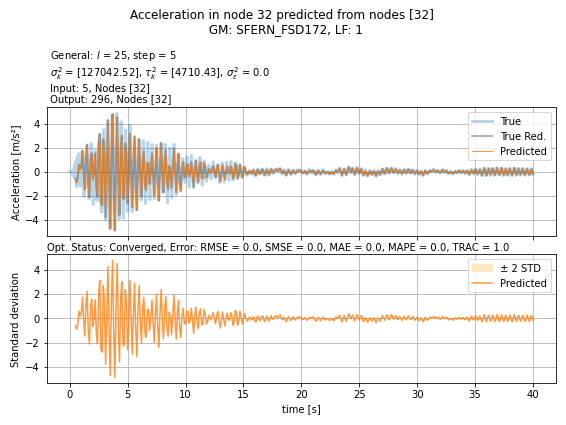 Acceleration in node 32 predicted from nodes [32]
GM: SFERN_FSD172, LF: 1
General: l = 25, step = 5
σ²ₖ = [127042.52], τ²ₖ = [4710.43], σ²ₑ = 0.0
Input: 5, Nodes [32]
Output: 296, Nodes [32]
Acceleration [m/s²]
4
2
0
−2
−4
True
True Red.
Predicted
Opt. Status: Converged, Error: RMSE = 0.0, SMSE = 0.0, MAE = 0.0, MAPE = 0.0, TRAC = 1.0
Standard deviation
4
2
0
−2
−4
± 2 STD
Predicted
0 5 10 15 20 25 30 35 40
time [s]